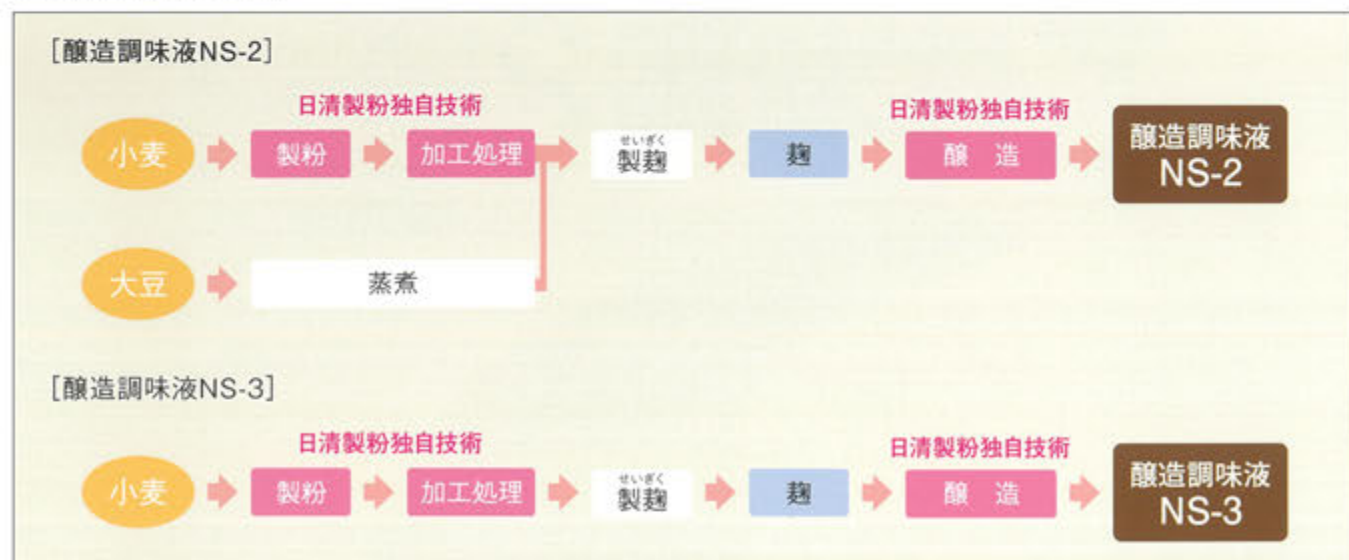 [醸造調味液NS-2]
日清製粉独自技術
日清製粉独自技術
小麦
製粉
加工処理
せいぎく
製麹
麹
醸 造
醸造調味液
NS-2
大豆
蒸煮
[醸造調味液NS-3]
日清製粉独自技術
日清製粉独自技術
小麦
製粉
加工処理
せいぎく
製麹
麹
醸 造
醸造調味液
NS-3